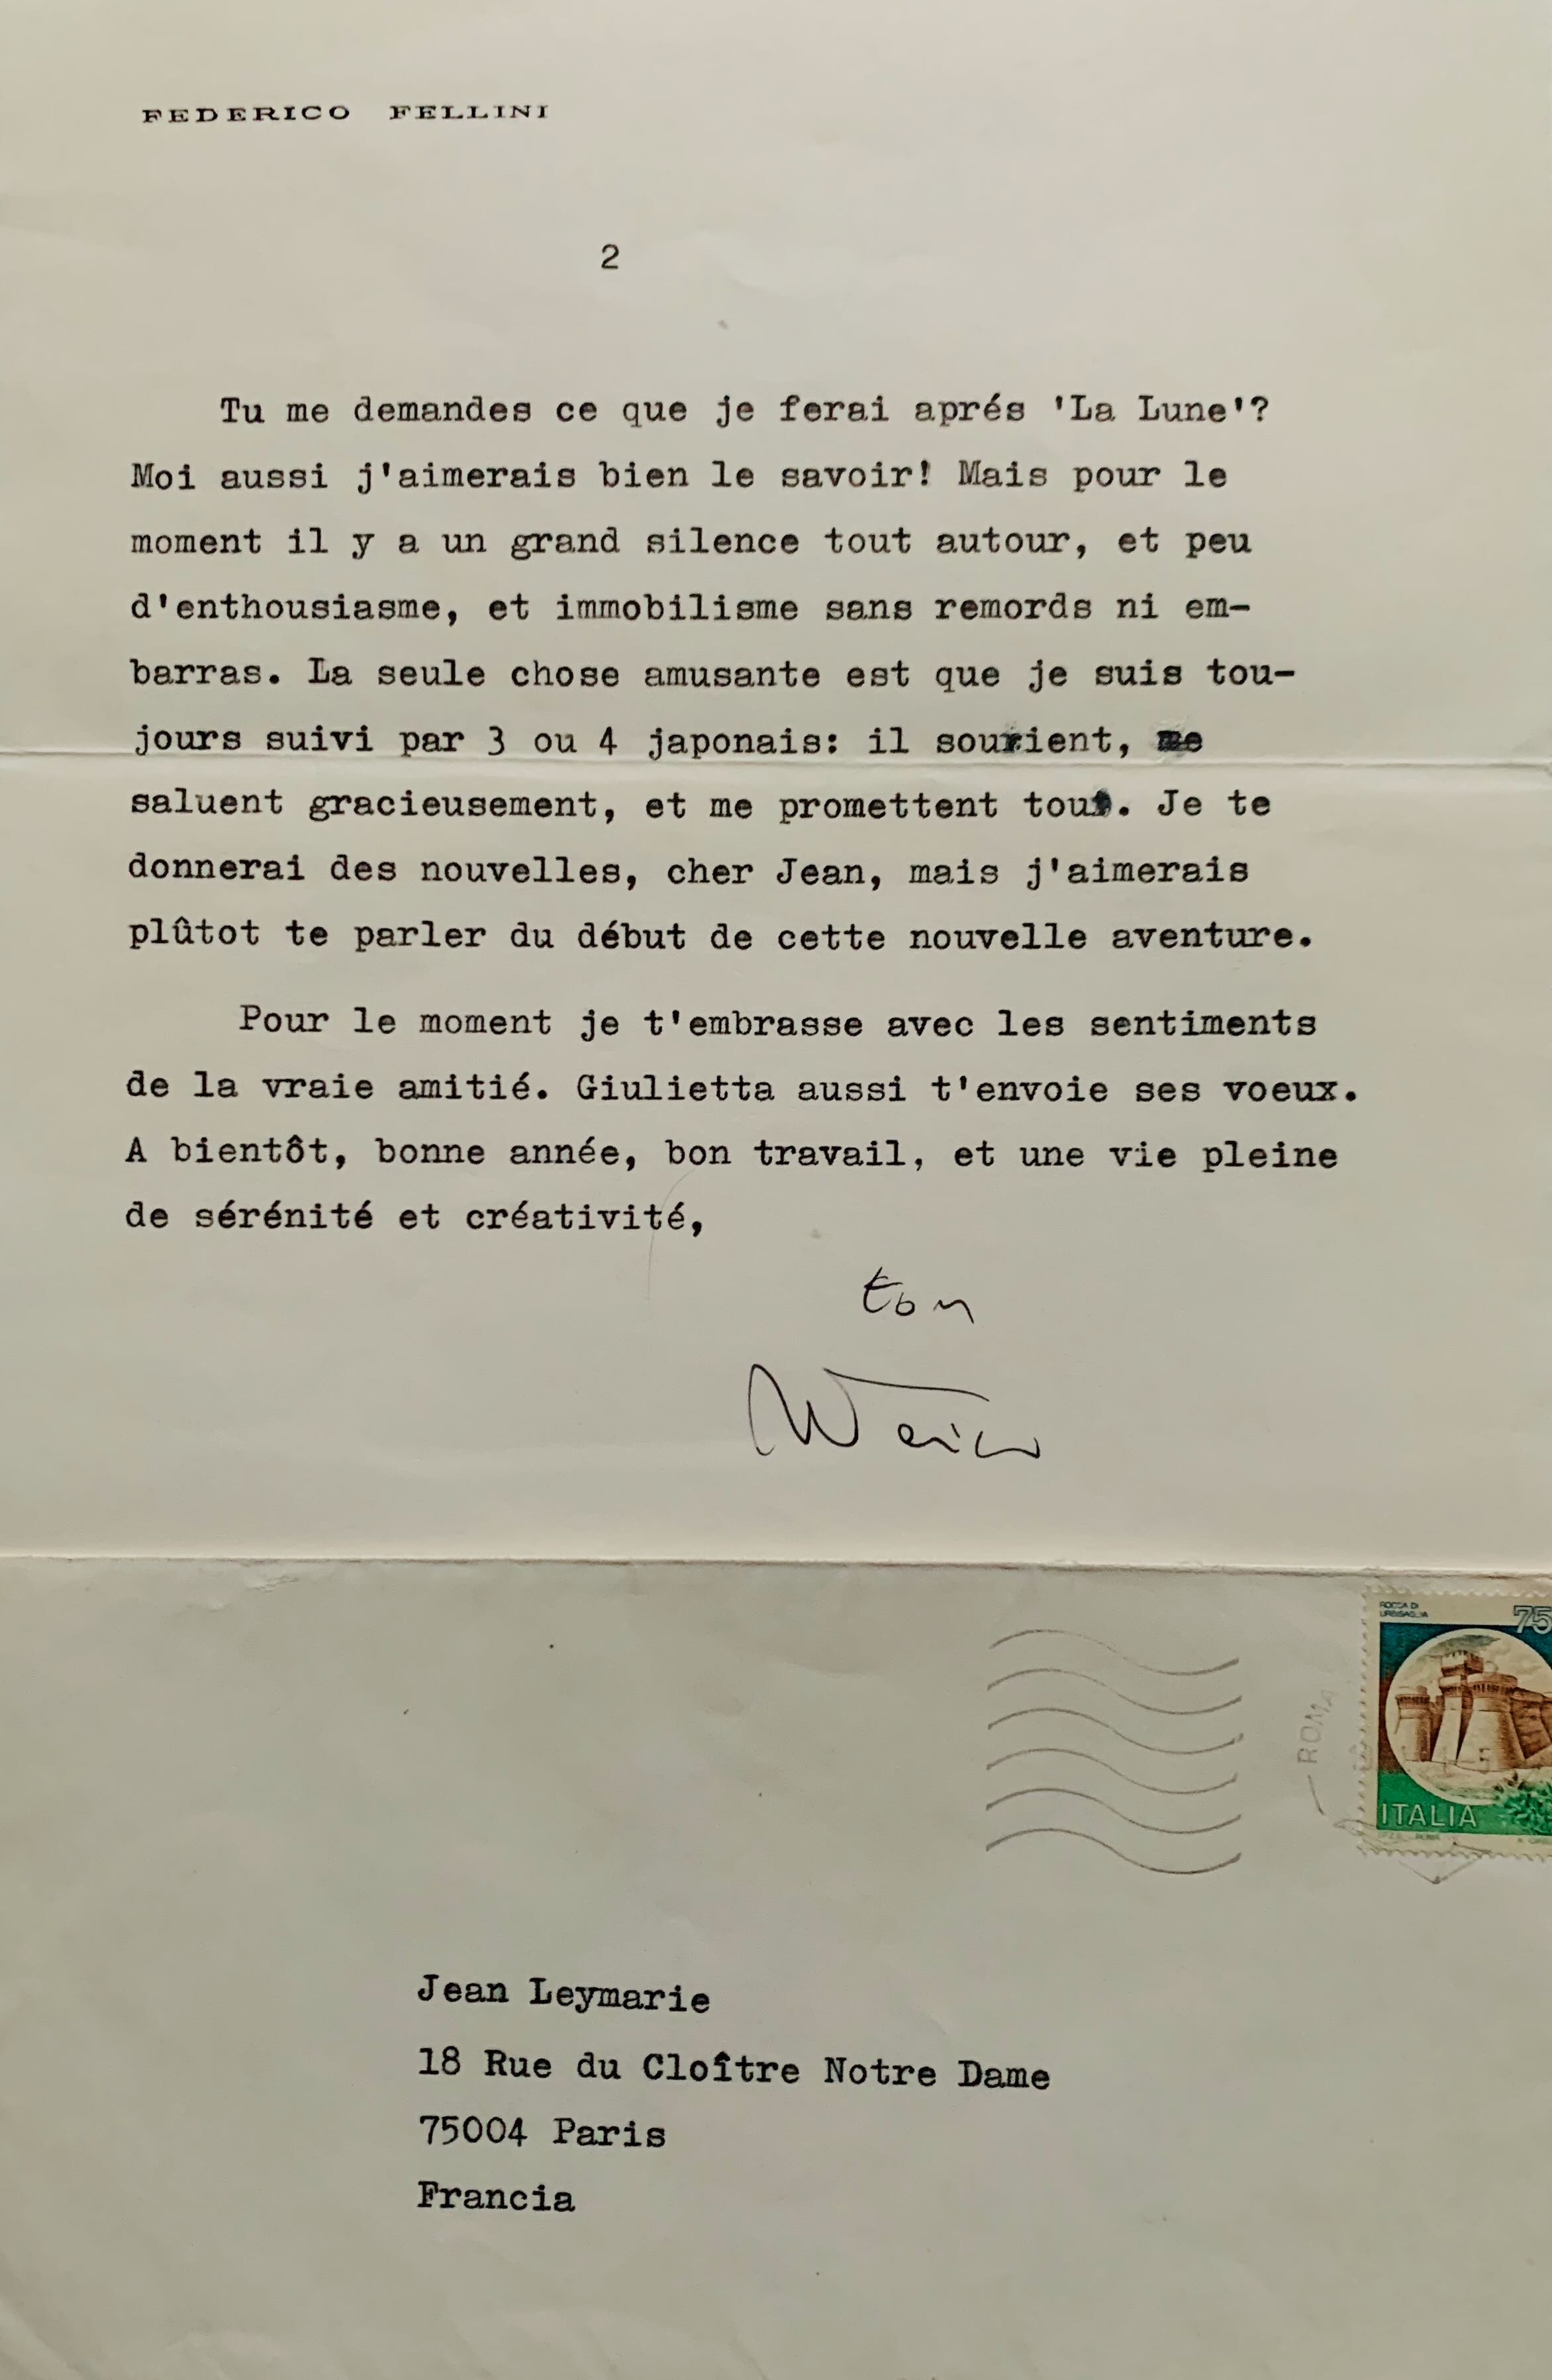 FEDERICO FELLINI
2
Tu me demandes ce que je ferai aprés 'La Lune'?
Moi aussi j'aimerais bien le savoir! Mais pour le
moment il y a un grand silence tout autour, et peu
d'enthousiasme, et immobilisme sans remords ni em-
barras. La seule chose amusante est que je suis tou-
jours suivi par 3 ou 4 japonais: il sourient, me
saluent gracieusement, et me promettent tout. Je te
donnerai des nouvelles, cher Jean, mais j'aimerais
plûtot te parler du début de cette nouvelle aventure.
Pour le moment je t'embrasse avec les sentiments
de la vraie amitié. Giulietta aussi t'envoie ses voeux.
A bientôt, bonne année, bon travail, et une vie pleine
de sérénité et créativité,
ton
ROCCA DI
URBISAGLIA
75
ROMA
ITALIA
Jean Leymarie
18 Rue du Cloître Notre Dame
75004 Paris
Francia